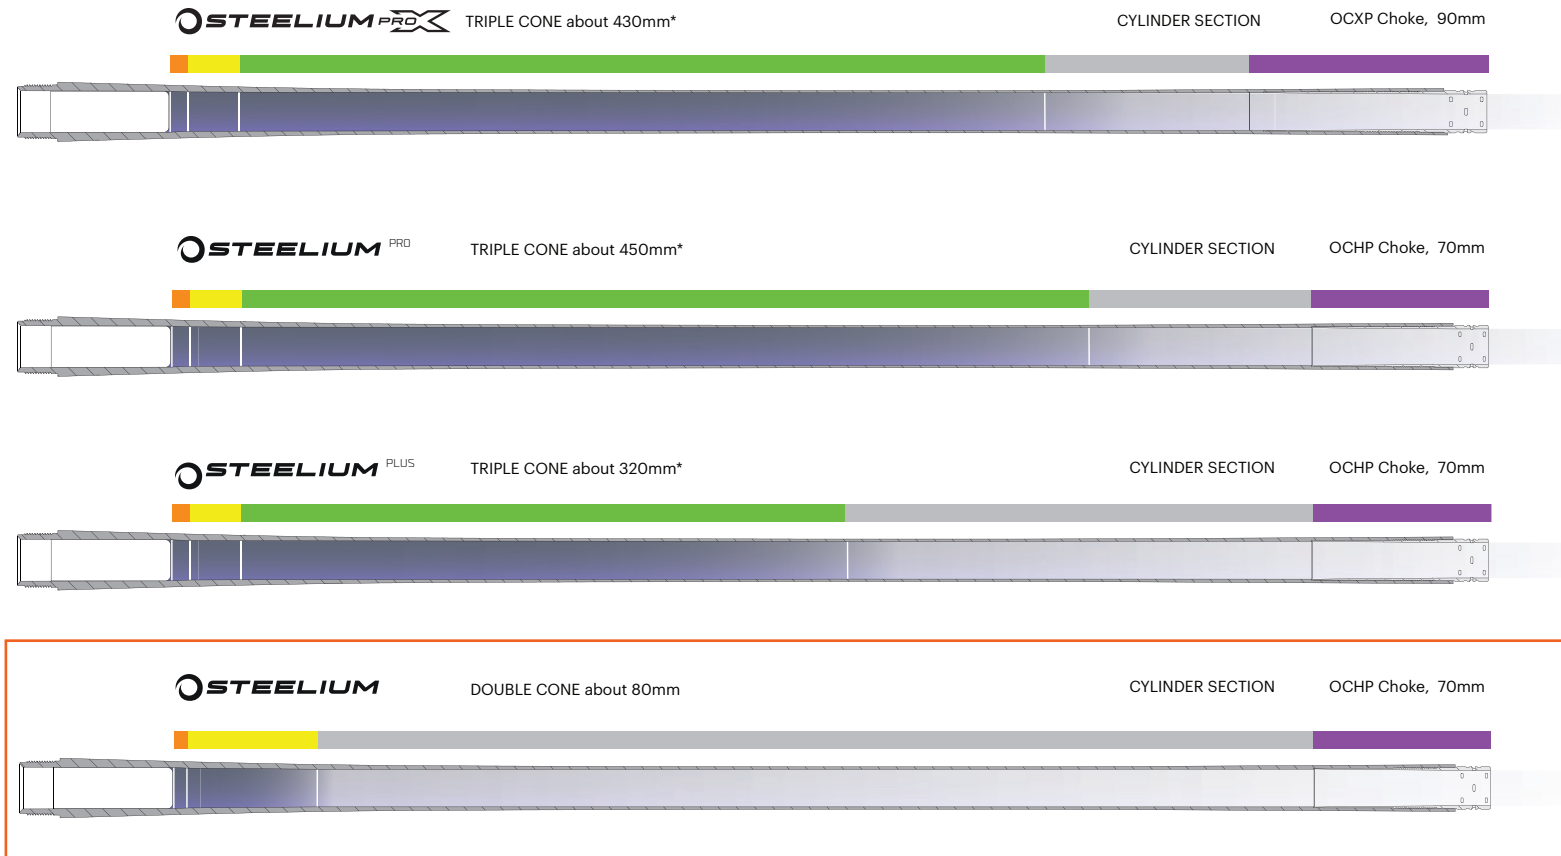 STEELIUM PRO X TRIPLE CONE about 430mm* CYLINDER SECTION OCXP Choke, 90mm
STEELIUM PRO TRIPLE CONE about 450mm* CYLINDER SECTION OCHP Choke, 70mm
STEELIUM PLUS TRIPLE CONE about 320mm* CYLINDER SECTION OCHP Choke, 70mm
STEELIUM DOUBLE CONE about 80mm CYLINDER SECTION OCHP Choke, 70mm